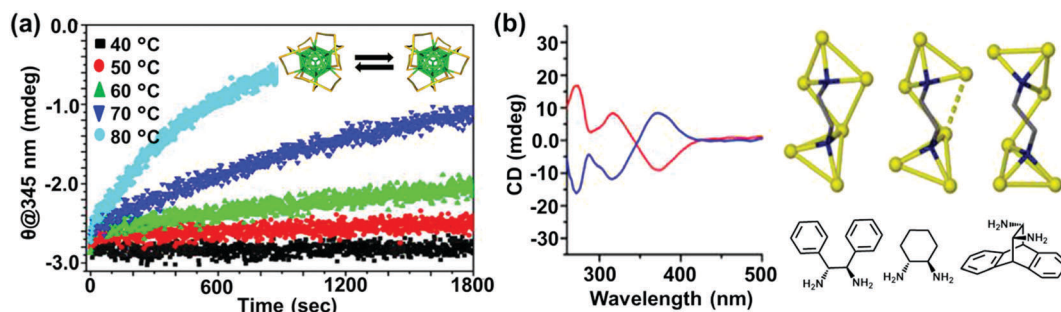 (a)
0.0
-1.0
-2.0
-3.0
θ@345 nm (mdeg)
40 °C
50 °C
60 °C
70 °C
80 °C
0
600
1200
1800
Time (sec)
(b)
30
20
10
0
-10
-20
-30
CD (mdeg)
300
400
500
Wavelength (nm)
NH₂
NH₂
H₂N
NH₂
H₂N
NH₂